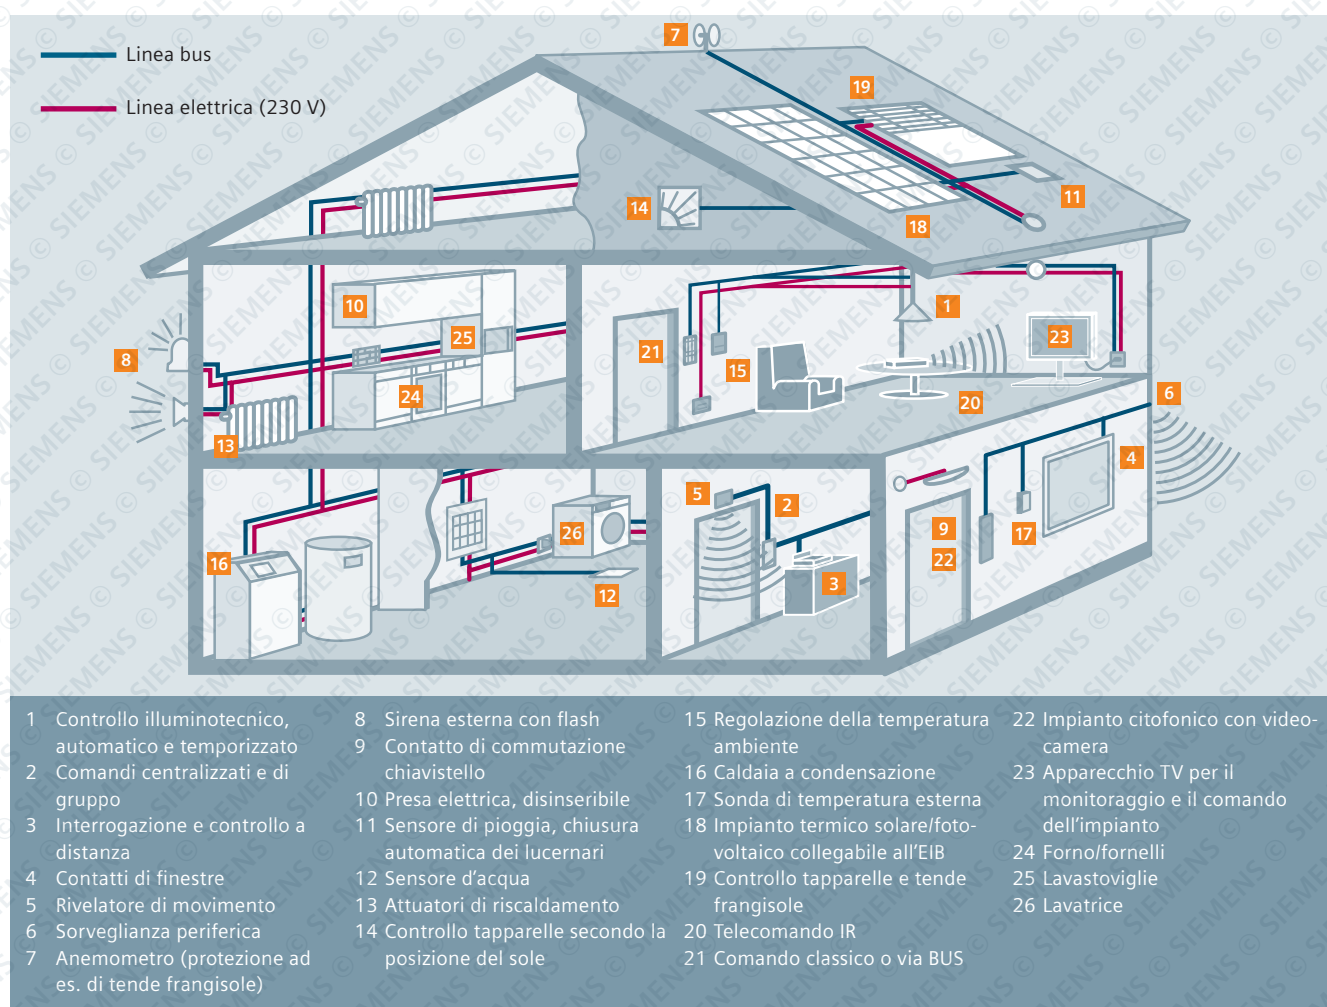 Linea bus
Linea elettrica (230 V)
7
19
14
11
18
10
1
8
25
21
23
15
6
24
20
13
4
5
2
9
17
26
16
22
3
12
1 Controllo illuminotecnico,
automatico e temporizzato
2 Comandi centralizzati e di
gruppo
3 Interrogazione e controllo a
distanza
4 Contatti di finestre
5 Rivelatore di movimento
6 Sorveglianza periferica
7 Anemometro (protezione ad
es. di tende frangisole)
8 Sirena esterna con flash
9 Contatto di commutazione
chiavistello
10 Presa elettrica, disinseribile
11 Sensore di pioggia, chiusura
automatica dei lucernari
12 Sensore d’acqua
13 Attuatori di riscaldamento
14 Controllo tapparelle secondo la
posizione del sole
15 Regolazione della temperatura
ambiente
16 Caldaia a condensazione
17 Sonda di temperatura esterna
18 Impianto termico solare/foto-
voltaico collegabile all’EIB
19 Controllo tapparelle e tende
frangisole
20 Telecomando IR
21 Comando classico o via BUS
22 Impianto citofonico con video-
camera
23 Apparecchio TV per il
monitoraggio e il comando
dell’impianto
24 Forno/fornelli
25 Lavastoviglie
26 Lavatrice
© SIEMENS